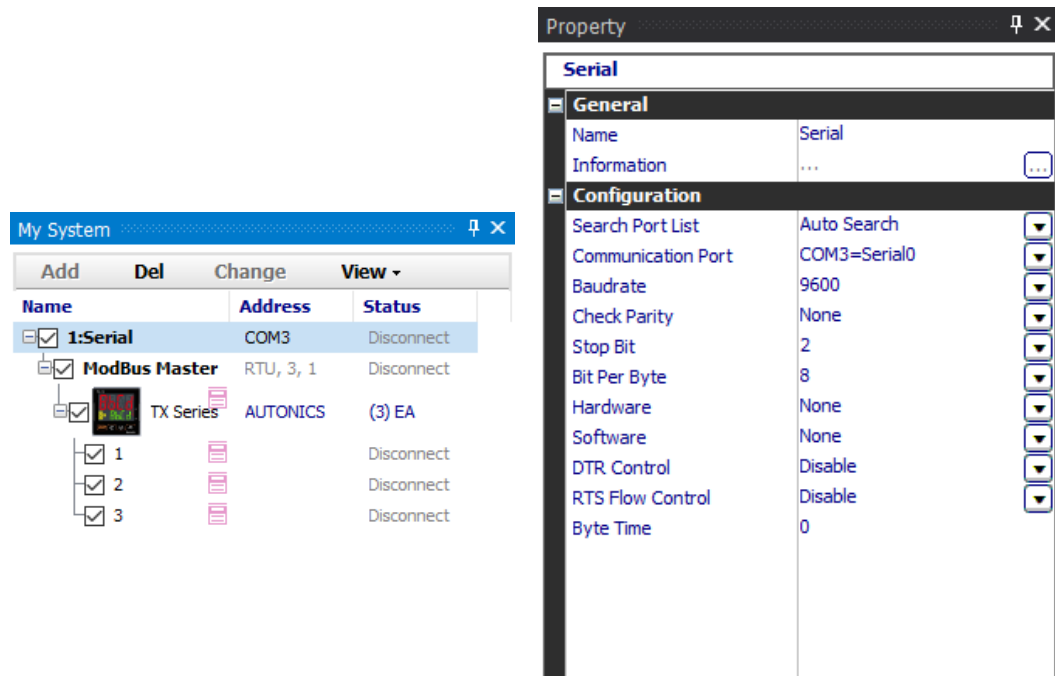 My System
Add Del Change View
Name Address Status
1:Serial COM3 Disconnect
ModBus Master RTU, 3, 1 Disconnect
TX Series AUTONICS (3) EA
1 Disconnect
2 Disconnect
3 Disconnect
Property
Serial
General
Name Serial
Information ... ...
Configuration
Search Port List Auto Search
Communication Port COM3=Serial0
Baudrate 9600
Check Parity None
Stop Bit 2
Bit Per Byte 8
Hardware None
Software None
DTR Control Disable
RTS Flow Control Disable
Byte Time 0